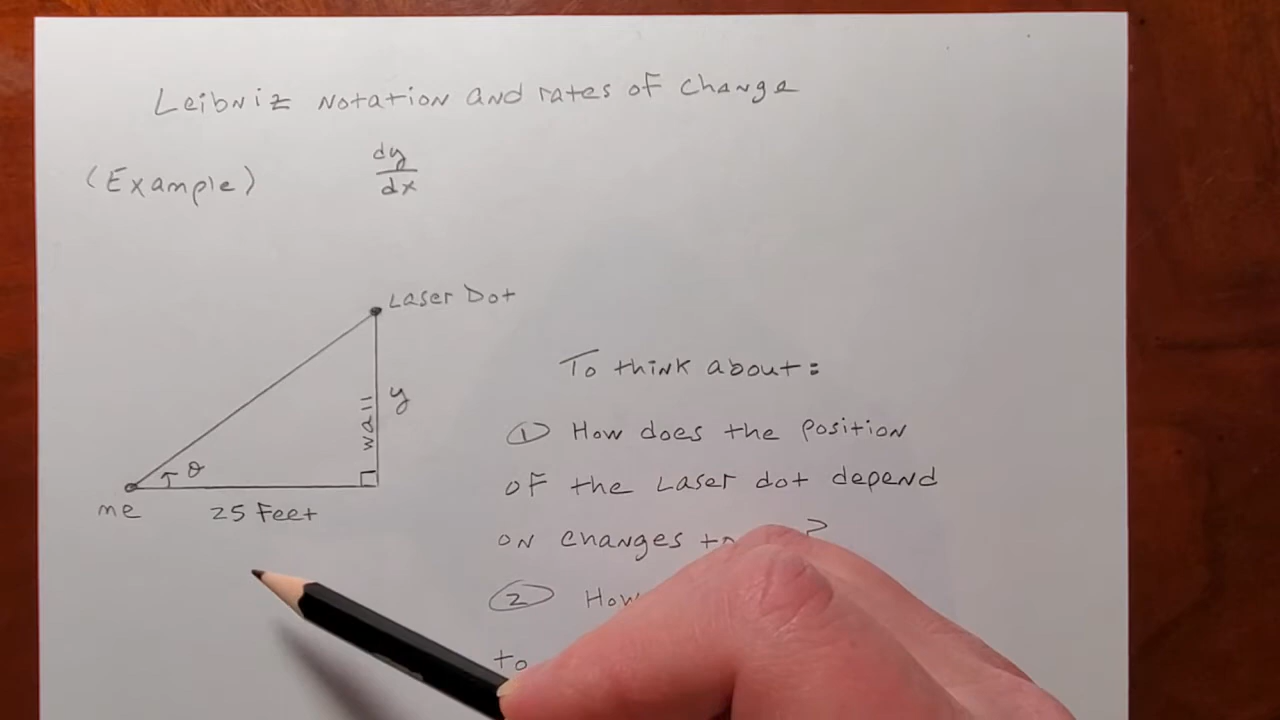 Leibniz Notation and rates of change
(Example)
dy
dx
Laser Dot
wall
y
θ
me
25 Feet
To think about:
① How does the position
of the Laser dot depend
on changes to ?
② How
to